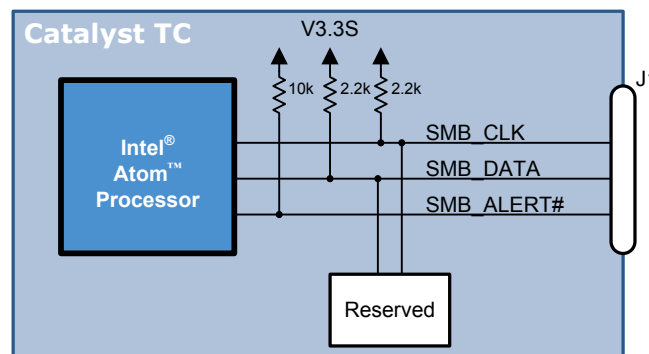 Catalyst TC
V3.3S
10k
2.2k
2.2k
Intel®
Atom™
Processor
SMB_CLK
SMB_DATA
SMB_ALERT#
Reserved